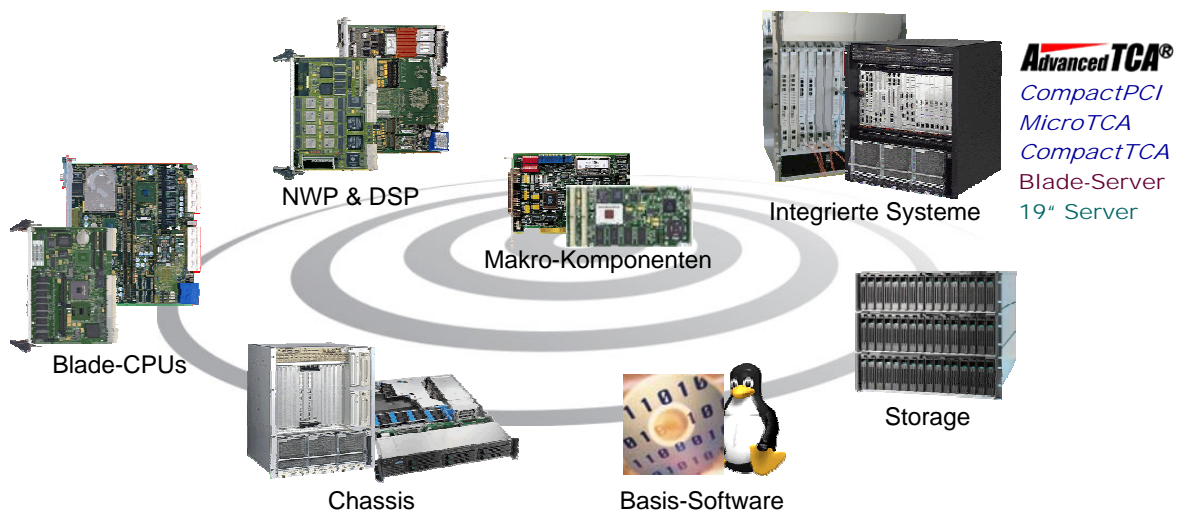 AdvancedTCA®
CompactPCI
MicroTCA
CompactTCA
Blade-Server
19“ Server
NWP & DSP
Integrierte Systeme
Makro-Komponenten
Blade-CPUs
Storage
Chassis
Basis-Software